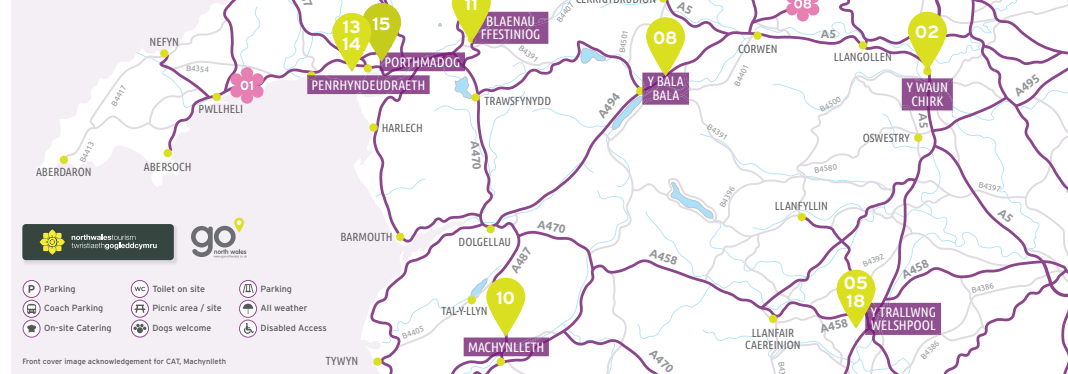 CERRIGYDRUDION
13
14
15
11
BLAENAU
FFESTINIOG
B4407
A5
08
08
02
NEFYN
B4354
B4417
01
PWLLHELI
PORTHMADOG
PENRHYNDEUDRAETH
B4391
TRAWSFYNYDD
B4501
CORWEN
A5
LLANGOLLEN
Y BALA
BALA
B4401
A494
Y WAUN
CHIRK
A495
B4500
A5
HARLECH
A470
B4391
OSWESTRY
B4413
ABERDARON
ABERSOCH
B4580
B4396
B4397
LLANFYLLIN
A5
northwalestourism
twristiaethgogleddcymru
go
north wales
BARMOUTH
DOLGELLAU
A470
A487
A458
B4392
A458
B4386
P Parking
WC Toilet on site
Parking
Coach Parking
Picnic area / site
All weather
On-site Catering
Dogs welcome
Disabled Access
TAL-Y-LLYN
10
05
18
Y TRALLWNG
WELSHPOOL
A458
LLANFAIR
CAEREINION
B4405
B4386
MACHYNLLETH
Front cover image acknowledgement for CAT, Machynlleth
TYWYN
A470